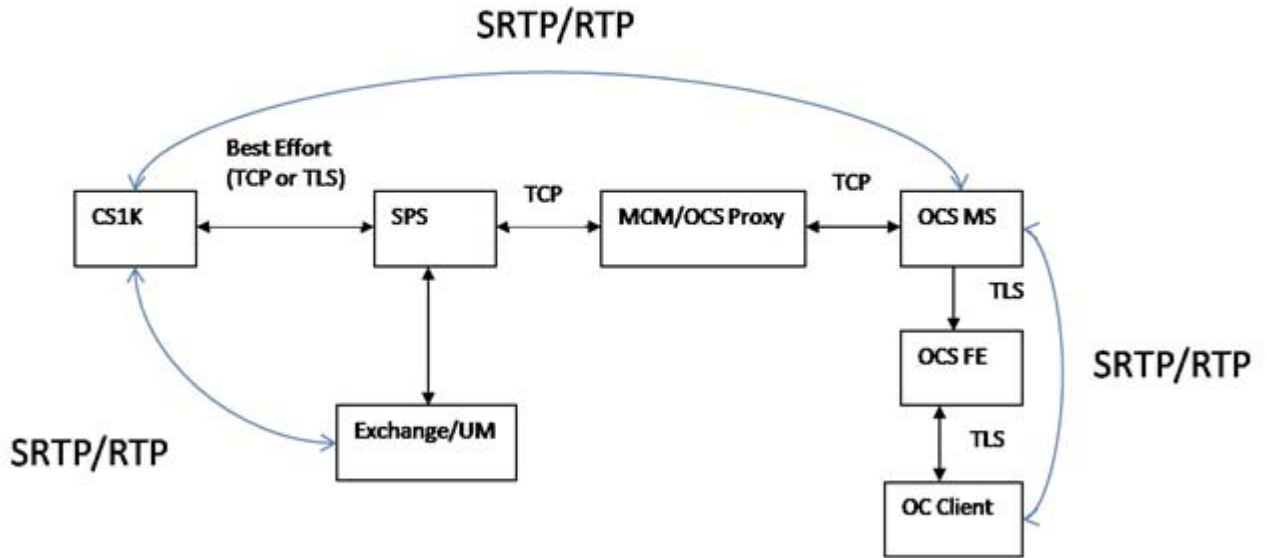 SRTP/RTP
Best Effort
(TCP or TLS)
TCP
TCP
CS1K
SPS
MCM/OCS Proxy
OCS MS
TLS
OCS FE
SRTP/RTP
Exchange/UM
TLS
SRTP/RTP
OC Client